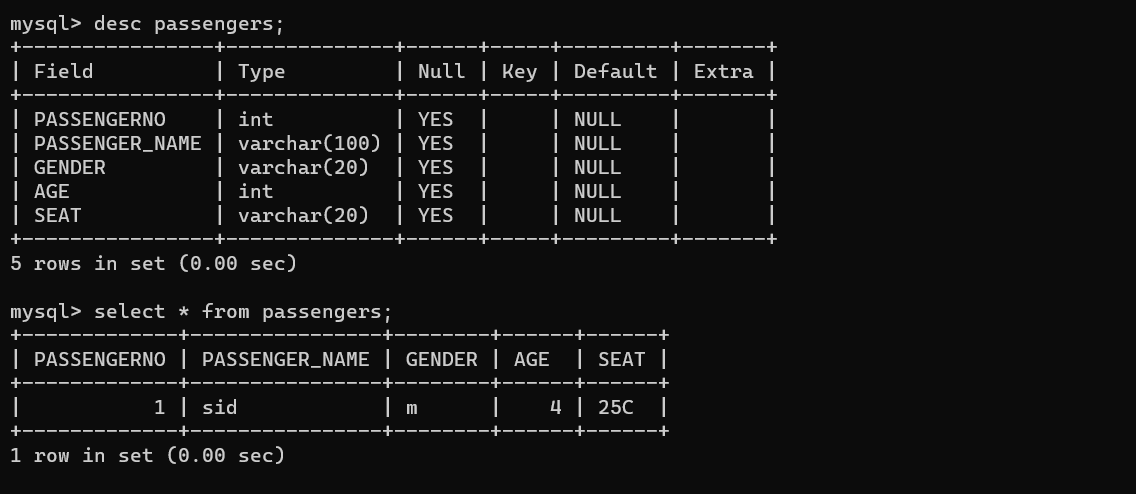 mysql> desc passengers;
+----------------+--------------+------+-----+---------+-------+
| Field          | Type         | Null | Key | Default | Extra |
+----------------+--------------+------+-----+---------+-------+
| PASSENGERNO    | int          | YES  |     | NULL    |       |
| PASSENGER_NAME | varchar(100) | YES  |     | NULL    |       |
| GENDER         | varchar(20)  | YES  |     | NULL    |       |
| AGE            | int          | YES  |     | NULL    |       |
| SEAT           | varchar(20)  | YES  |     | NULL    |       |
+----------------+--------------+------+-----+---------+-------+
5 rows in set (0.00 sec)

mysql> select * from passengers;
+-------------+----------------+--------+------+------+
| PASSENGERNO | PASSENGER_NAME | GENDER | AGE  | SEAT |
+-------------+----------------+--------+------+------+
|           1 | sid            | m      |    4 | 25C  |
+-------------+----------------+--------+------+------+
1 row in set (0.00 sec)